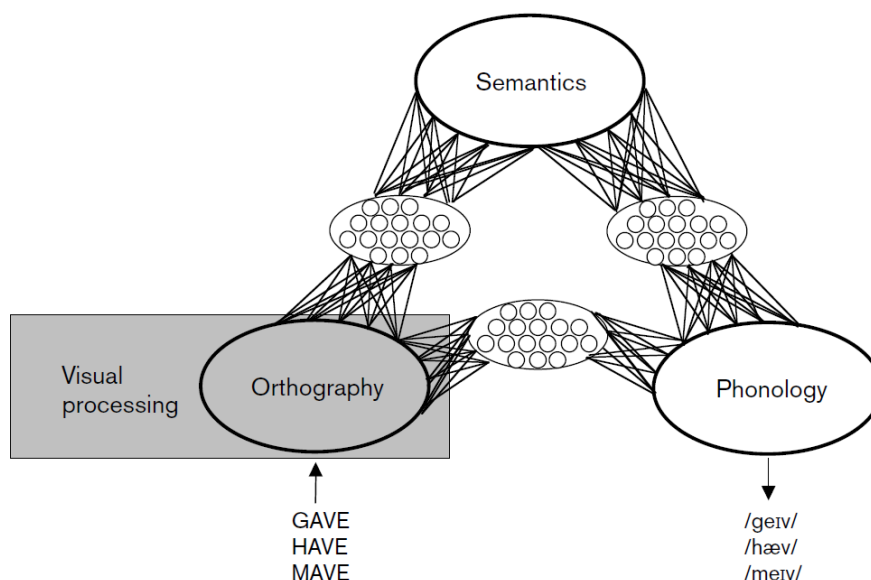 Semantics
Visual
processing
Orthography
Phonology
GAVE
HAVE
MAVE
/geɪv/
/hæv/
/meɪv/